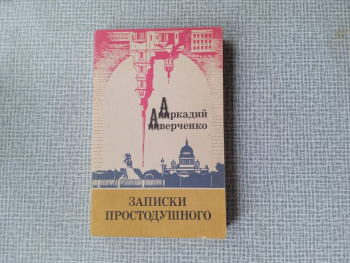 Аркадий
Аверченко
ЗАПИСКИ
ПРОСТОДУШНОГО